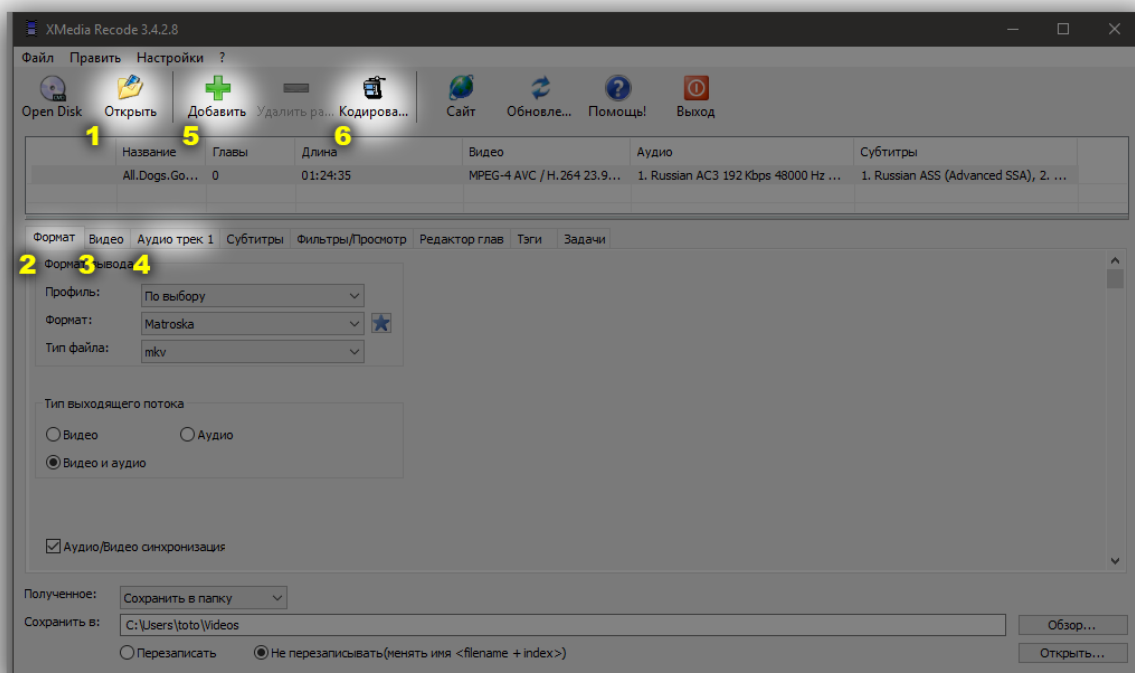 XMedia Recode 3.4.2.8
Файл Править Настройки ?
Open Disk Открыть Добавить Удалить ра... Кодирова... Сайт Обновле... Помощь! Выход
1 5 6
Название Главы Длина Видео Аудио Субтитры
All.Dogs.Go... 0 01:24:35 MPEG-4 AVC / H.264 23.9... 1. Russian AC3 192 Kbps 48000 Hz ... 1. Russian ASS (Advanced SSA), 2. ...
Формат Видео Аудио трек 1 Субтитры Фильтры/Просмотр Редактор глав Тэги Задачи
2 3 4
Формат вывода
Профиль: По выбору
Формат: Matroska
Тип файла: mkv
Тип выходящего потока
Видео Аудио
Видео и аудио
Аудио/Видео синхронизация
Полученное: Сохранить в папку
Сохранить в: C:\Users\toto\Videos Обзор...
Перезаписать Не перезаписывать(менять имя <filename + index>) Открыть...